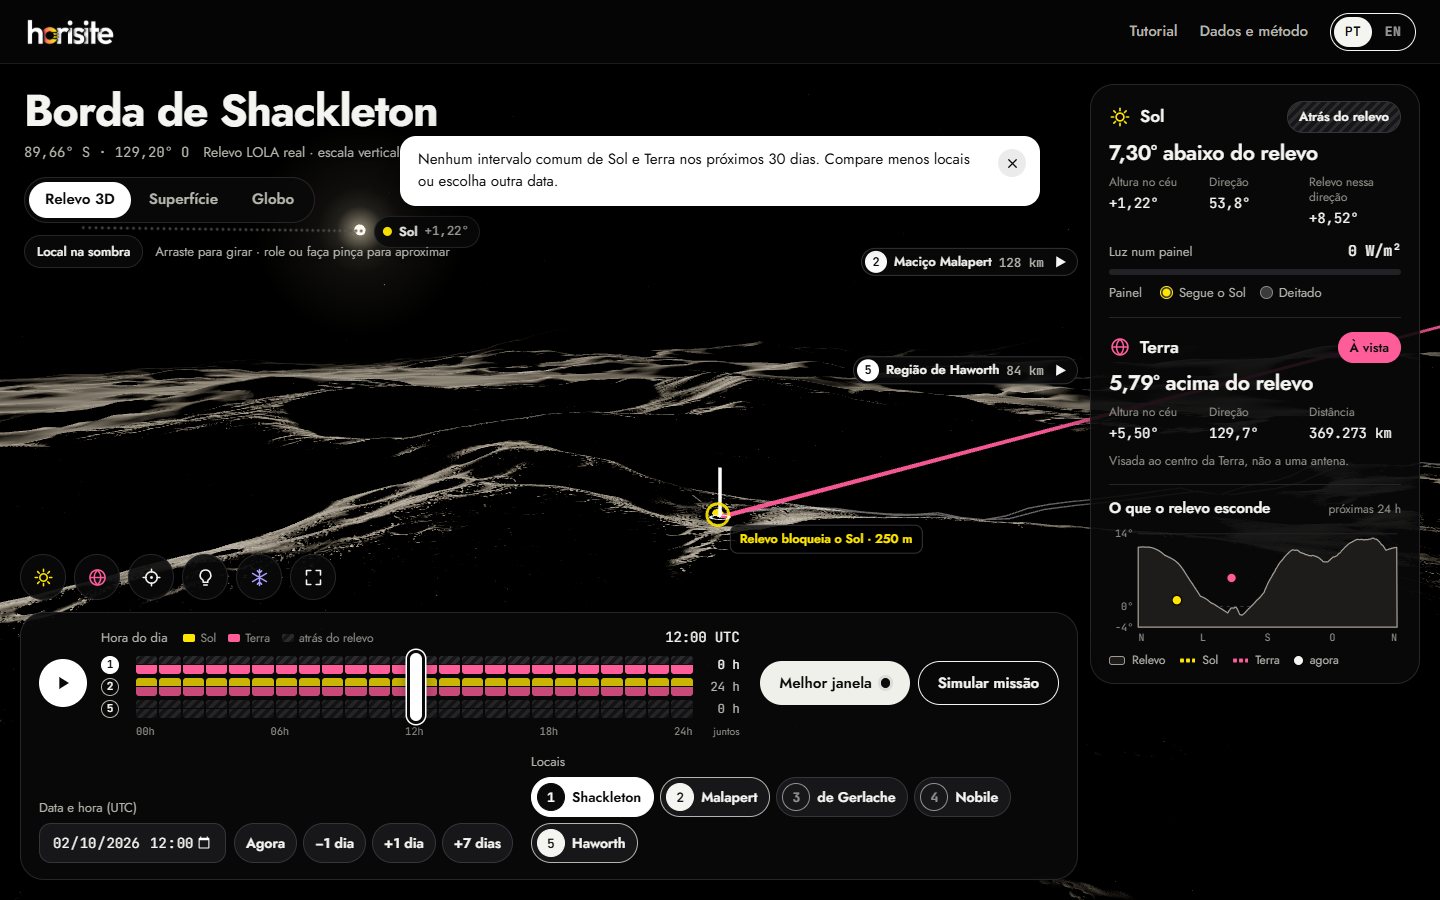 horisite
Tutorial
Dados e método
PT EN
Borda de Shackleton
89,66° S · 129,20° O Relevo LOLA real · escala vertical
Nenhum intervalo comum de Sol e Terra nos próximos 30 dias. Compare menos locais
ou escolha outra data.
Relevo 3D Superfície Globo
Sol +1,22°
Local na sombra
Arraste para girar · role ou faça pinça para aproximar
2 Maciço Malapert 128 km
5 Região de Haworth 84 km
Relevo bloqueia o Sol · 250 m
Sol
Atrás do relevo
7,30° abaixo do relevo
Altura no céu Direção Relevo nessa
direção
+1,22° 53,8° +8,52°
Luz num painel 0 W/m²
Painel Segue o Sol Deitado
Terra
À vista
5,79° acima do relevo
Altura no céu Direção Distância
+5,50° 129,7° 369.273 km
Visada ao centro da Terra, não a uma antena.
O que o relevo esconde próximas 24 h
14°
0°
-4°
N L S O N
Relevo Sol Terra agora
Hora do dia Sol Terra atrás do relevo 12:00 UTC
1 0 h
2 24 h
5 0 h
00h 06h 12h 18h 24h juntos
Melhor janela
Simular missão
Locais
1 Shackleton 2 Malapert 3 de Gerlache 4 Nobile
5 Haworth
Data e hora (UTC)
02/10/2026 12:00 Agora −1 dia +1 dia +7 dias